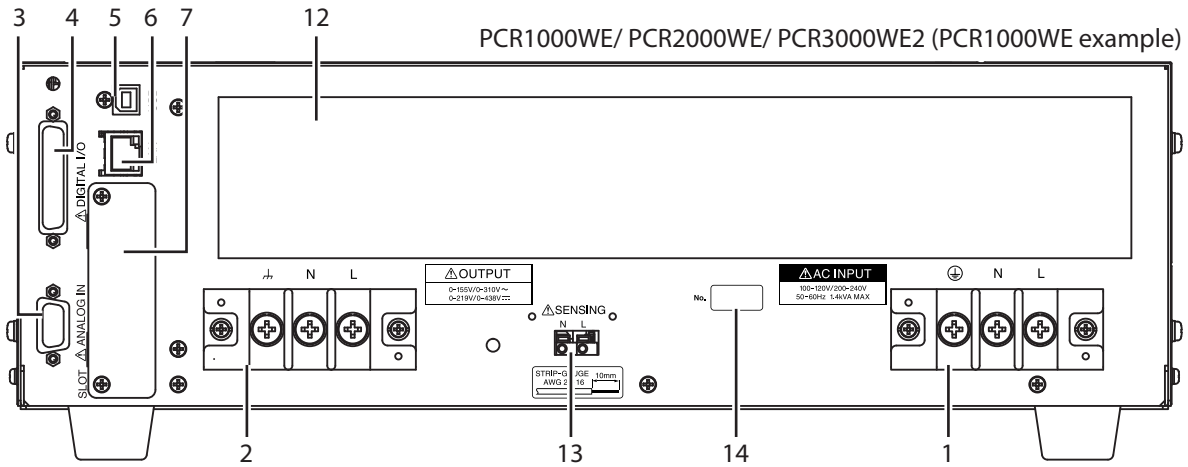 3 4 5 6 7 12
PCR1000WE/ PCR2000WE/ PCR3000WE2 (PCR1000WE example)
⚠DIGITAL I/O
SLOT ⚠ANALOG IN
N L
⚠OUTPUT
0-155V/0-310V～
0-219V/0-438V⎓
⚠SENSING
N L
STRIP-GAUGE
10mm
AWG 16
No.
⚠AC INPUT
100-120V/200-240V
50-60Hz 1.4kVA MAX
N L
2 13 14 1